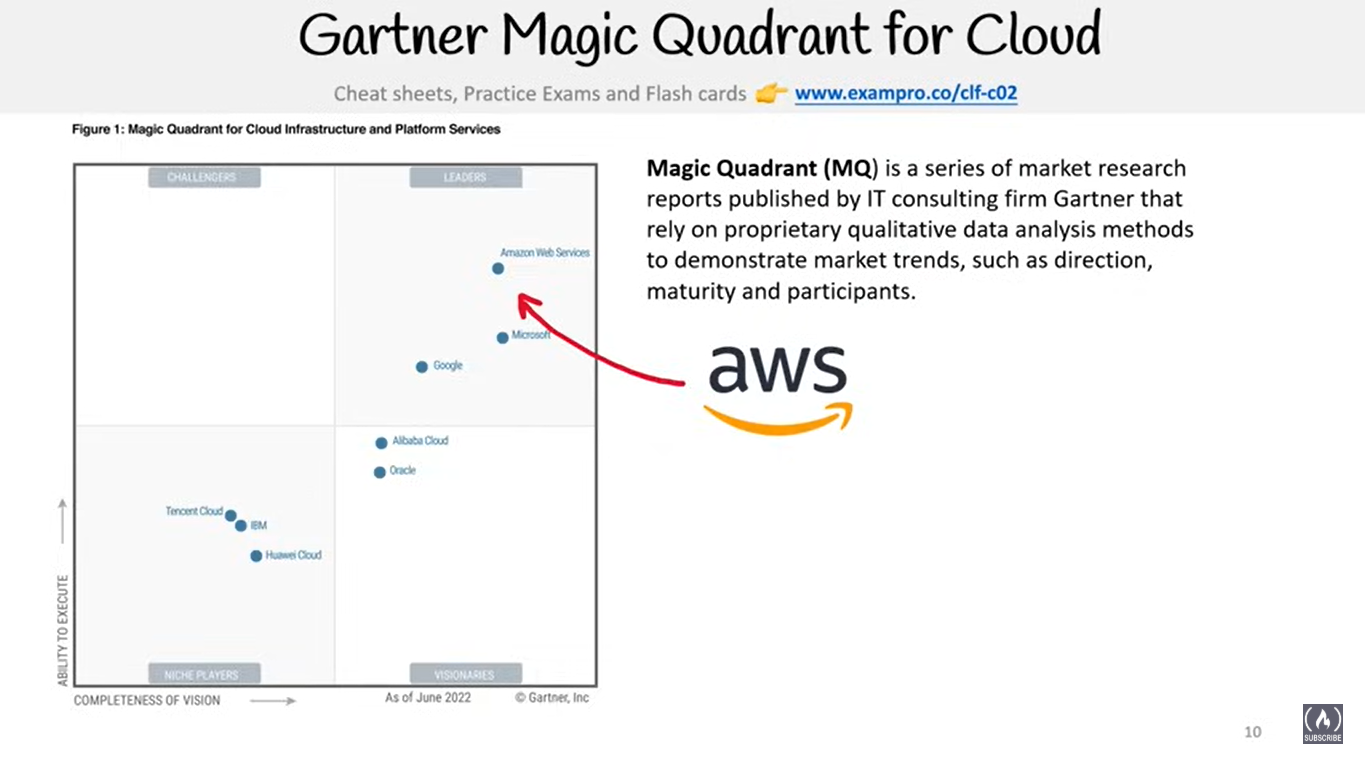 Gartner Magic Quadrant for Cloud
Cheat sheets, Practice Exams and Flash cards 👉 www.exampro.co/clf-c02
Figure 1: Magic Quadrant for Cloud Infrastructure and Platform Services
CHALLENGERS
LEADERS
Amazon Web Services
Microsoft
Google
Alibaba Cloud
Oracle
Tencent Cloud
IBM
Huawei Cloud
NICHE PLAYERS
VISIONARIES
ABILITY TO EXECUTE
COMPLETENESS OF VISION
As of June 2022
© Gartner, Inc
Magic Quadrant (MQ) is a series of market research
reports published by IT consulting firm Gartner that
rely on proprietary qualitative data analysis methods
to demonstrate market trends, such as direction,
maturity and participants.
aws
10
SUBSCRIBE